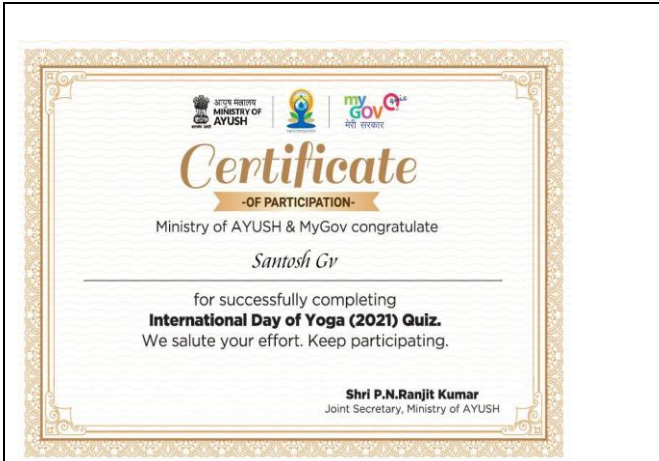 आयुष मंत्रालय
MINISTRY OF
AYUSH
my
GOV
मेरी सरकार
Certificate
-OF PARTICIPATION-
Ministry of AYUSH & MyGov congratulate
Santosh Gv
for successfully completing
International Day of Yoga (2021) Quiz.
We salute your effort. Keep participating.
Shri P.N.Ranjit Kumar
Joint Secretary, Ministry of AYUSH